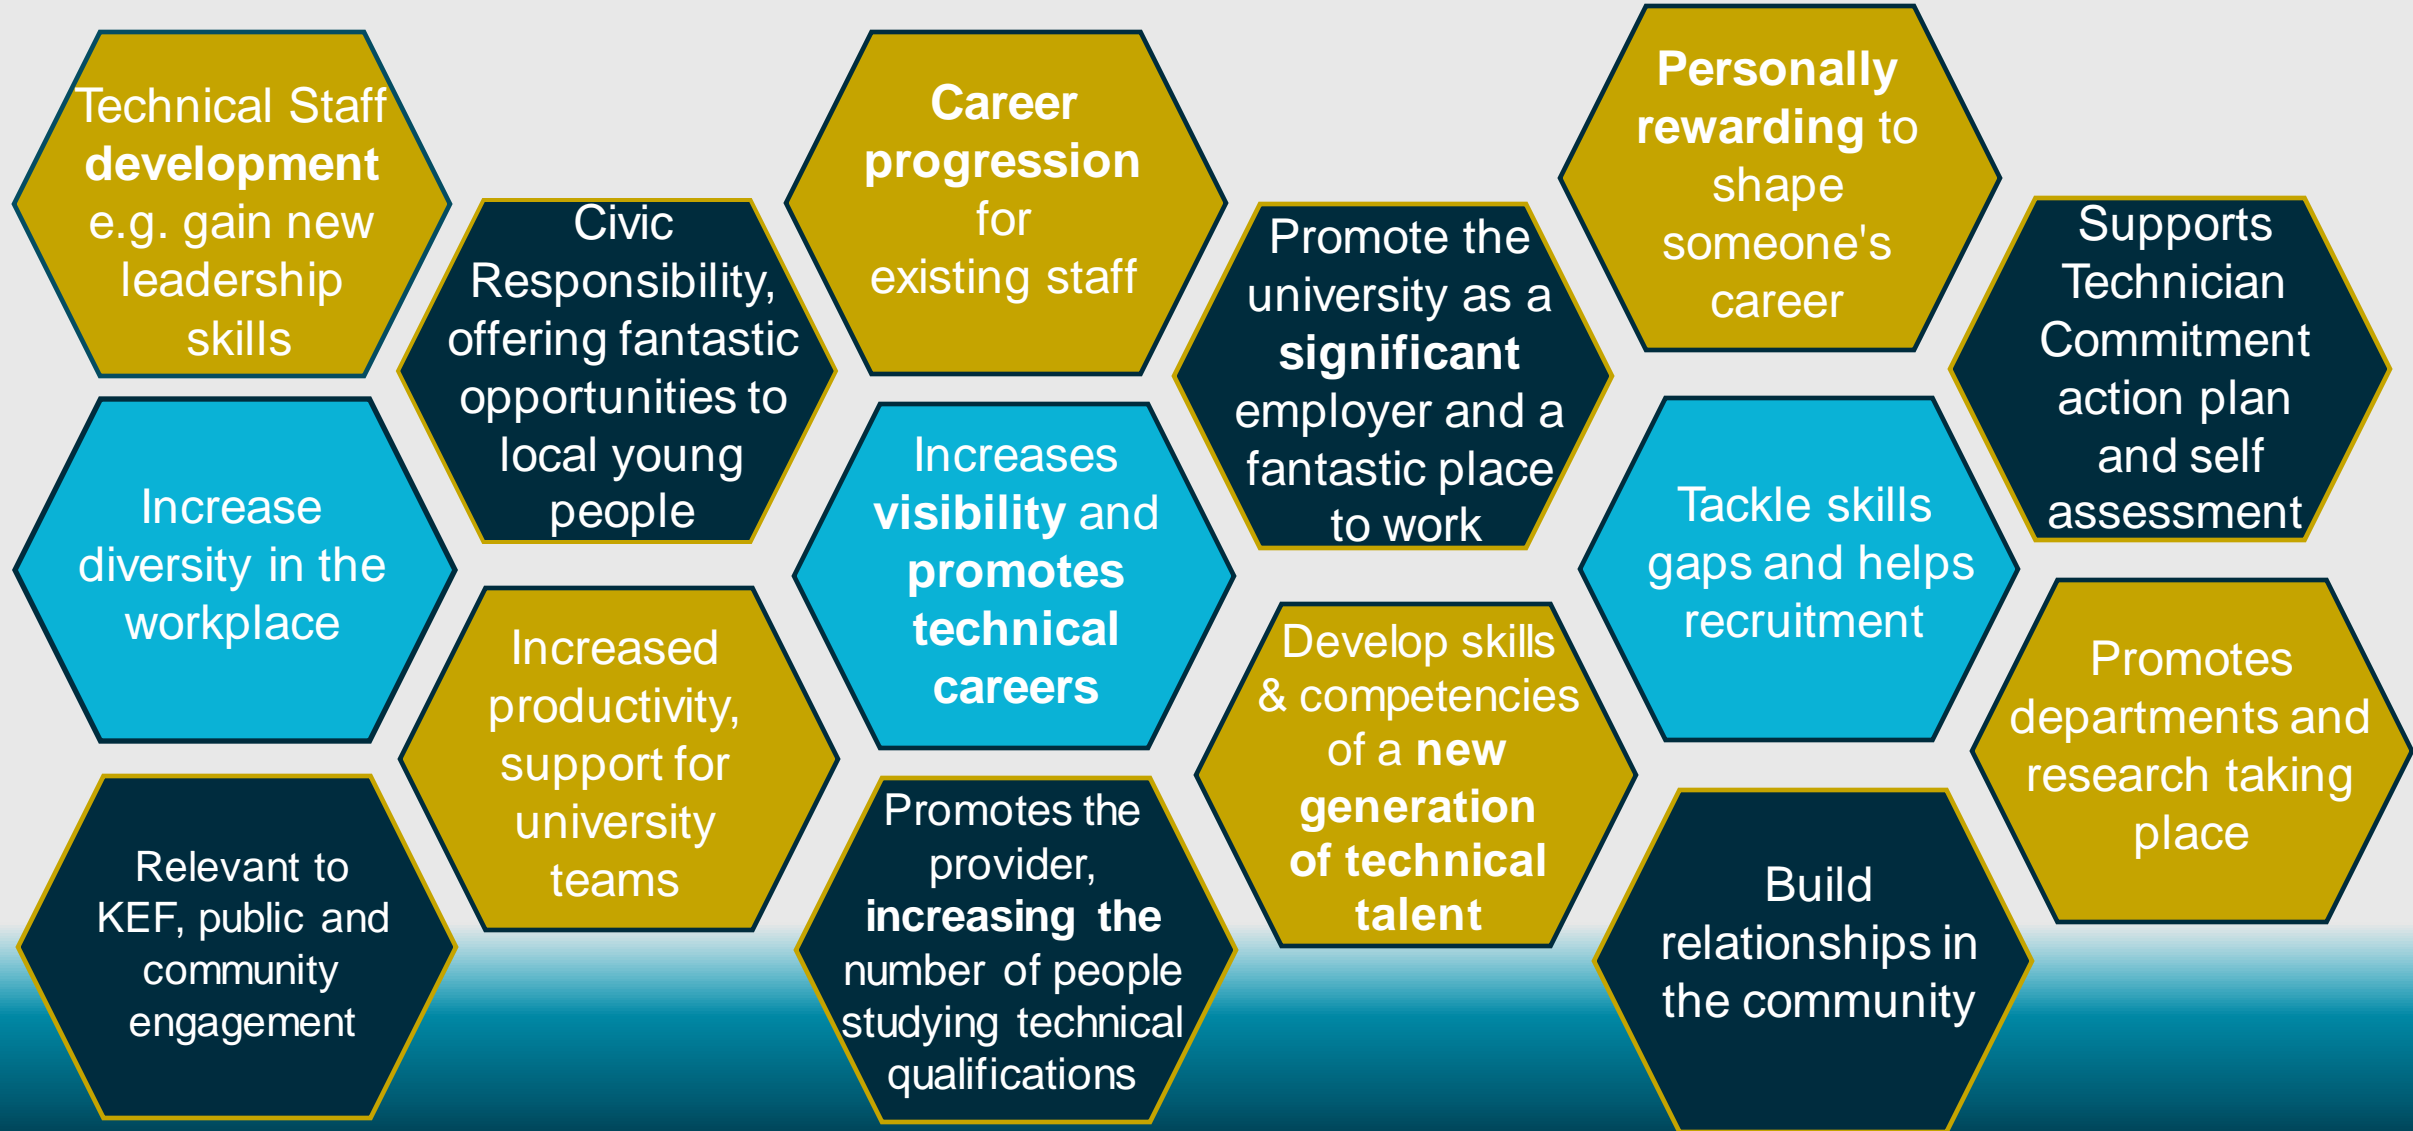 Technical Staff
development
e.g. gain new
leadership
skills
Increase
diversity in the
workplace
Relevant to
KEF, public and
community
engagement
Civic
Responsibility,
offering fantastic
opportunities to
local young
people
Increased
productivity,
support for
university
teams
Career
progression
for
existing staff
Increases
visibility and
promotes
technical
careers
Promotes the
provider,
increasing the
number of people
studying technical
qualifications
Promote the
university as a
significant
employer and a
fantastic place
to work
Develop skills
& competencies
of a new
generation
of technical
talent
Personally
rewarding to
shape
someone's
career
Tackle skills
gaps and helps
recruitment
Build
relationships in
the community
Supports
Technician
Commitment
action plan
and self
assessment
Promotes
departments and
research taking
place